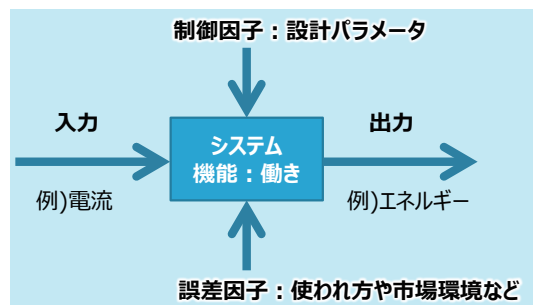 制御因子：設計パラメータ
入力
出力
システム
機能：働き
例)電流
例)エネルギー
誤差因子：使われ方や市場環境など